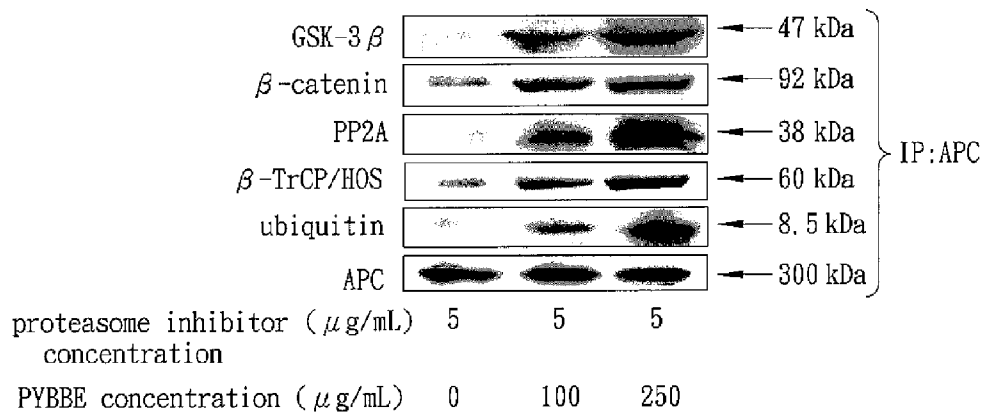 GSK-3β 47 kDa
β-catenin 92 kDa
PP2A 38 kDa
IP:APC
β-TrCP/HOS 60 kDa
ubiquitin 8.5 kDa
APC 300 kDa
proteasome inhibitor (μg/mL) 5 5 5
concentration
PYBBE concentration (μg/mL) 0 100 250